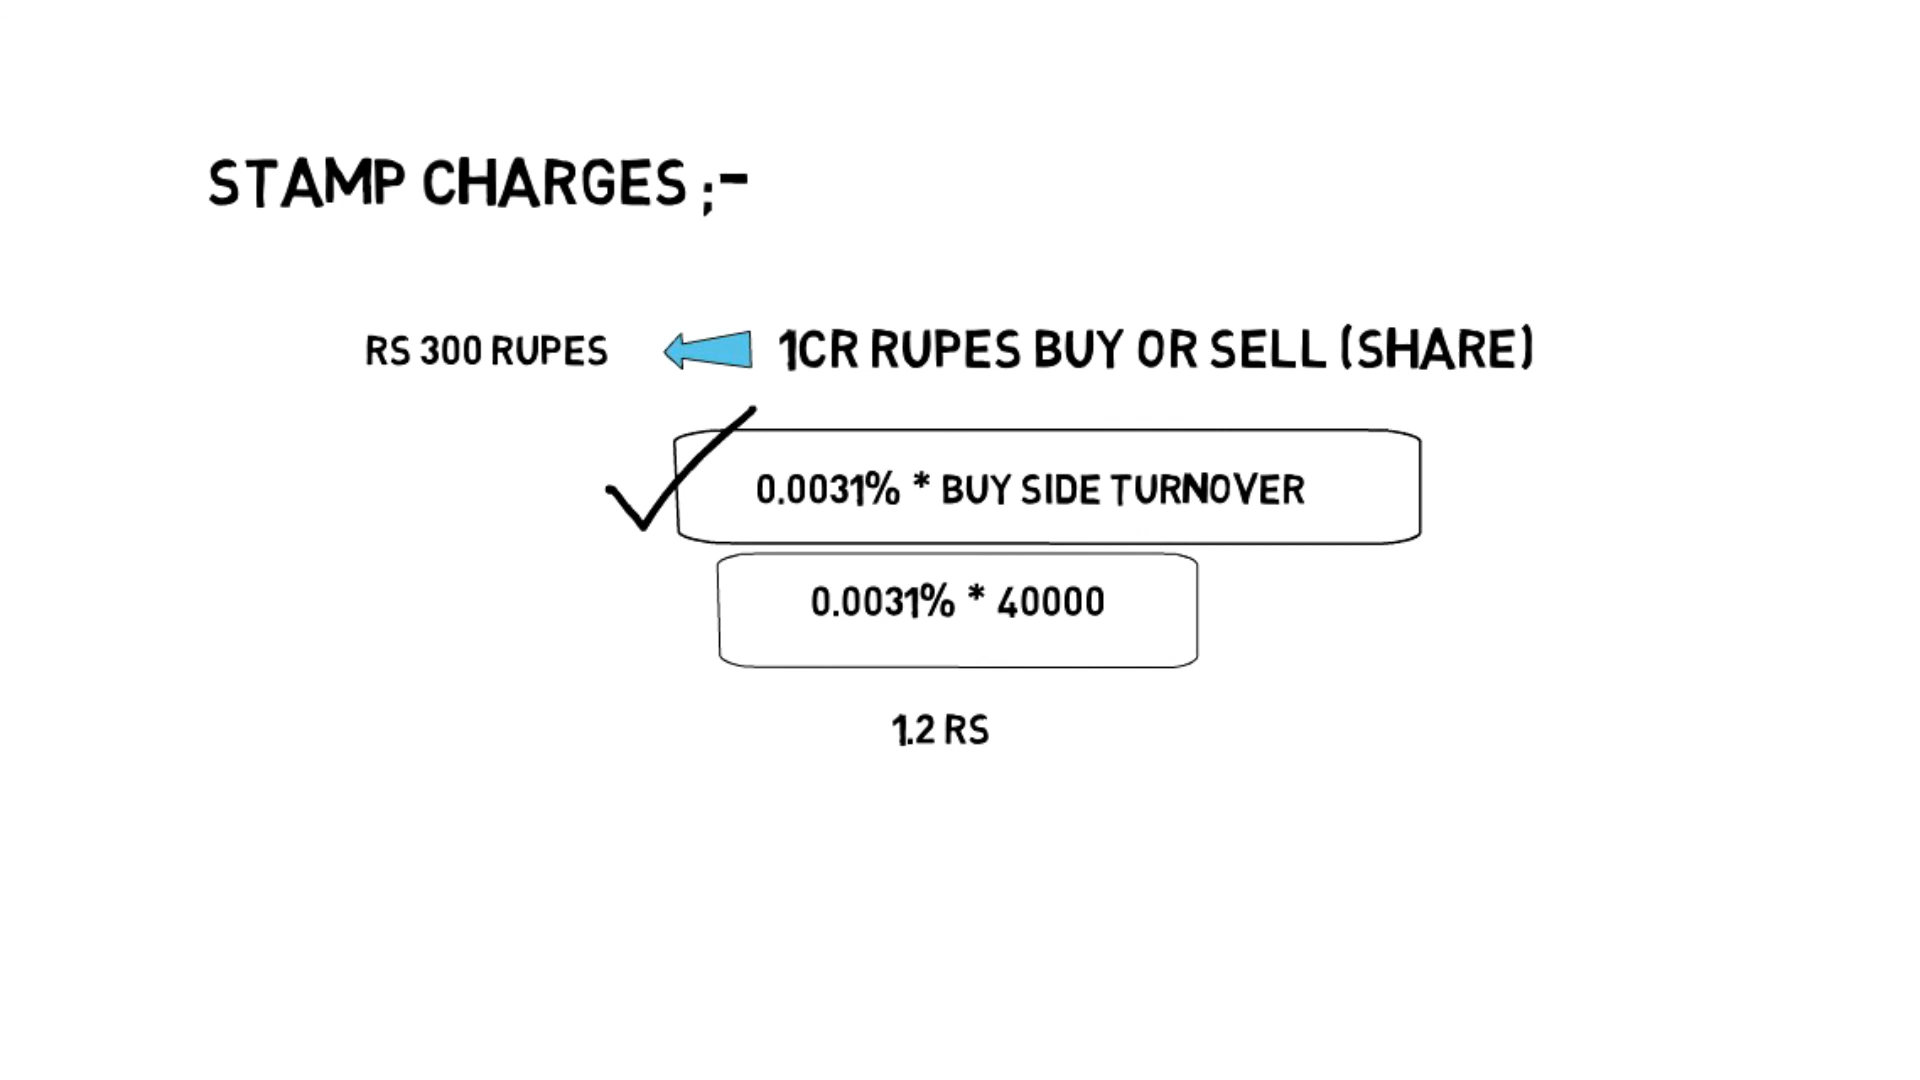 STAMP CHARGES ;-
RS 300 RUPES 1CR RUPES BUY OR SELL (SHARE)
0.0031% * BUY SIDE TURNOVER
0.0031% * 40000
1.2 RS